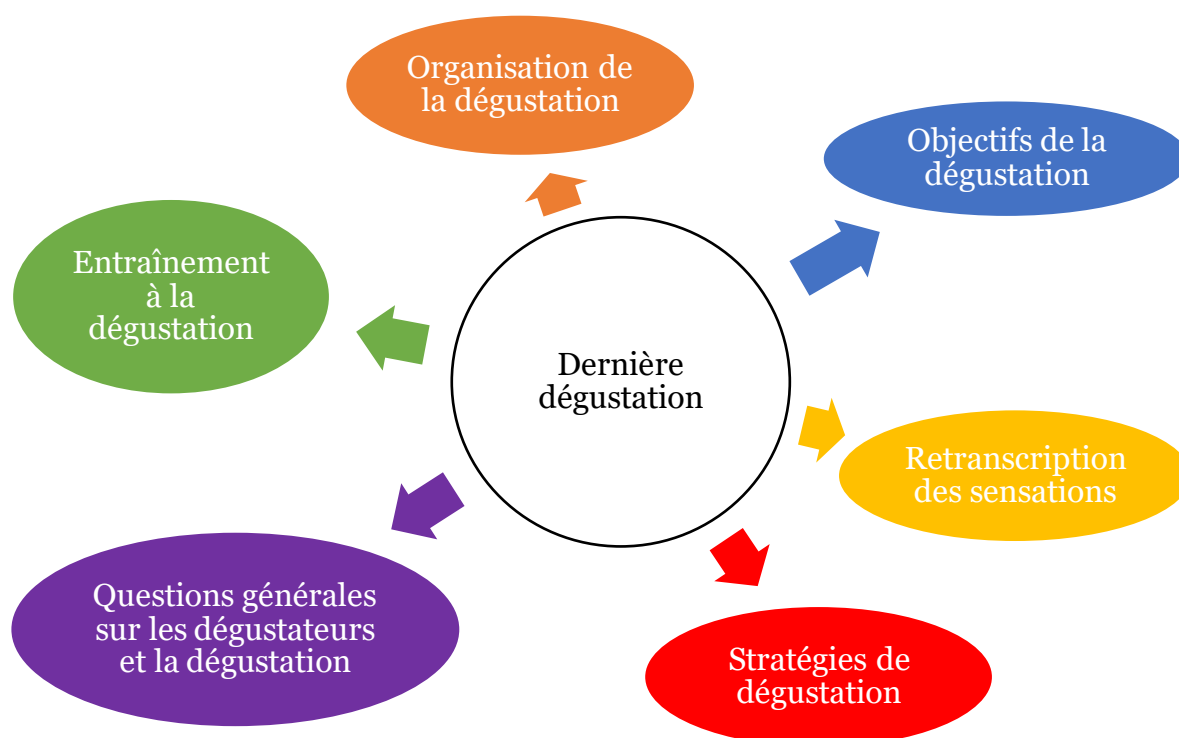 Organisation de
la dégustation
Objectifs de la
dégustation
Entraînement
à la
dégustation
Dernière
dégustation
Retranscription
des sensations
Questions générales
sur les dégustateurs
et la dégustation
Stratégies de
dégustation